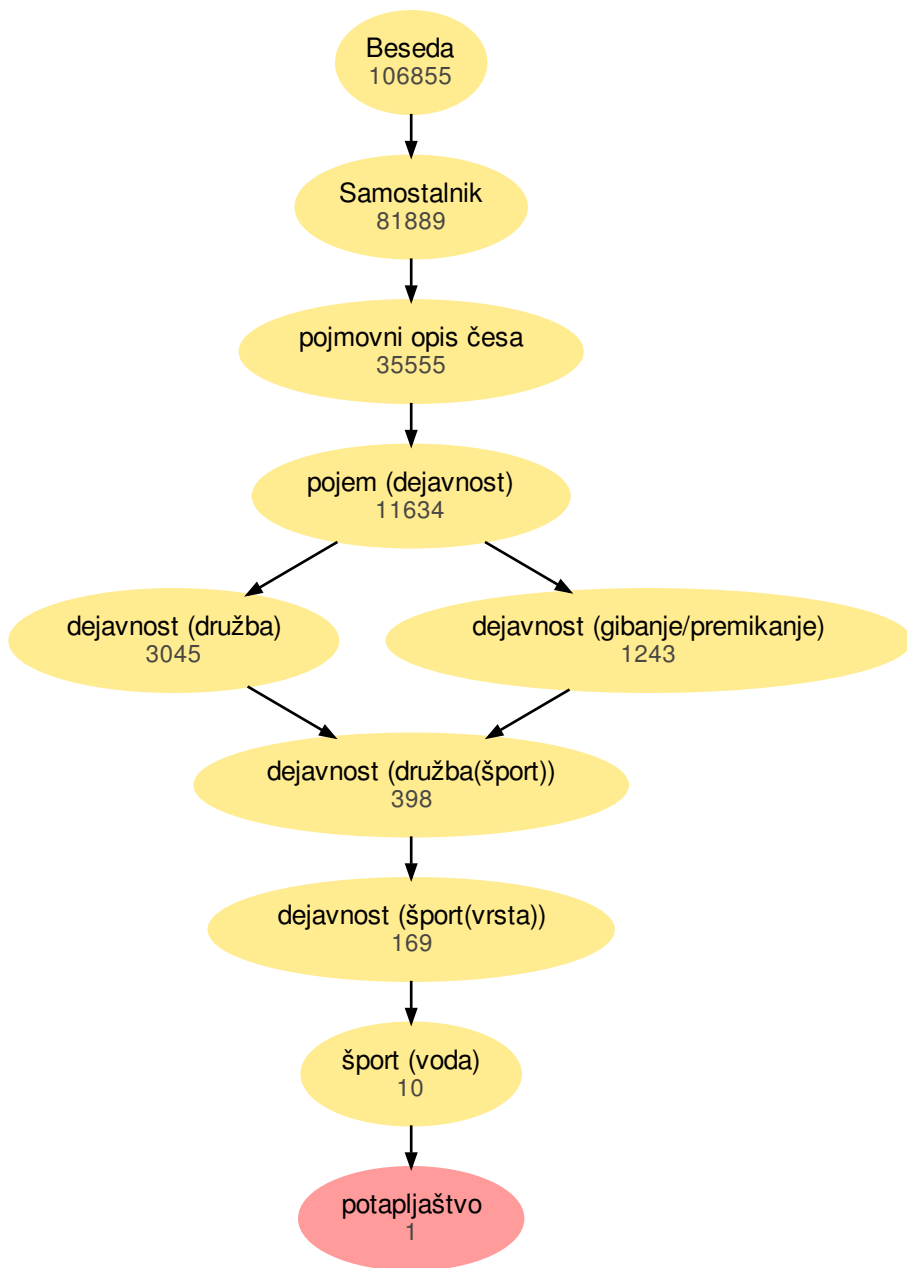 Beseda
106855
Samostalnik
81889
pojmovni opis česa
35555
pojem (dejavnost)
11634
dejavnost (družba)
3045
dejavnost (gibanje/premikanje)
1243
dejavnost (družba(šport))
398
dejavnost (šport(vrsta))
169
šport (voda)
10
potapljaštvo
1